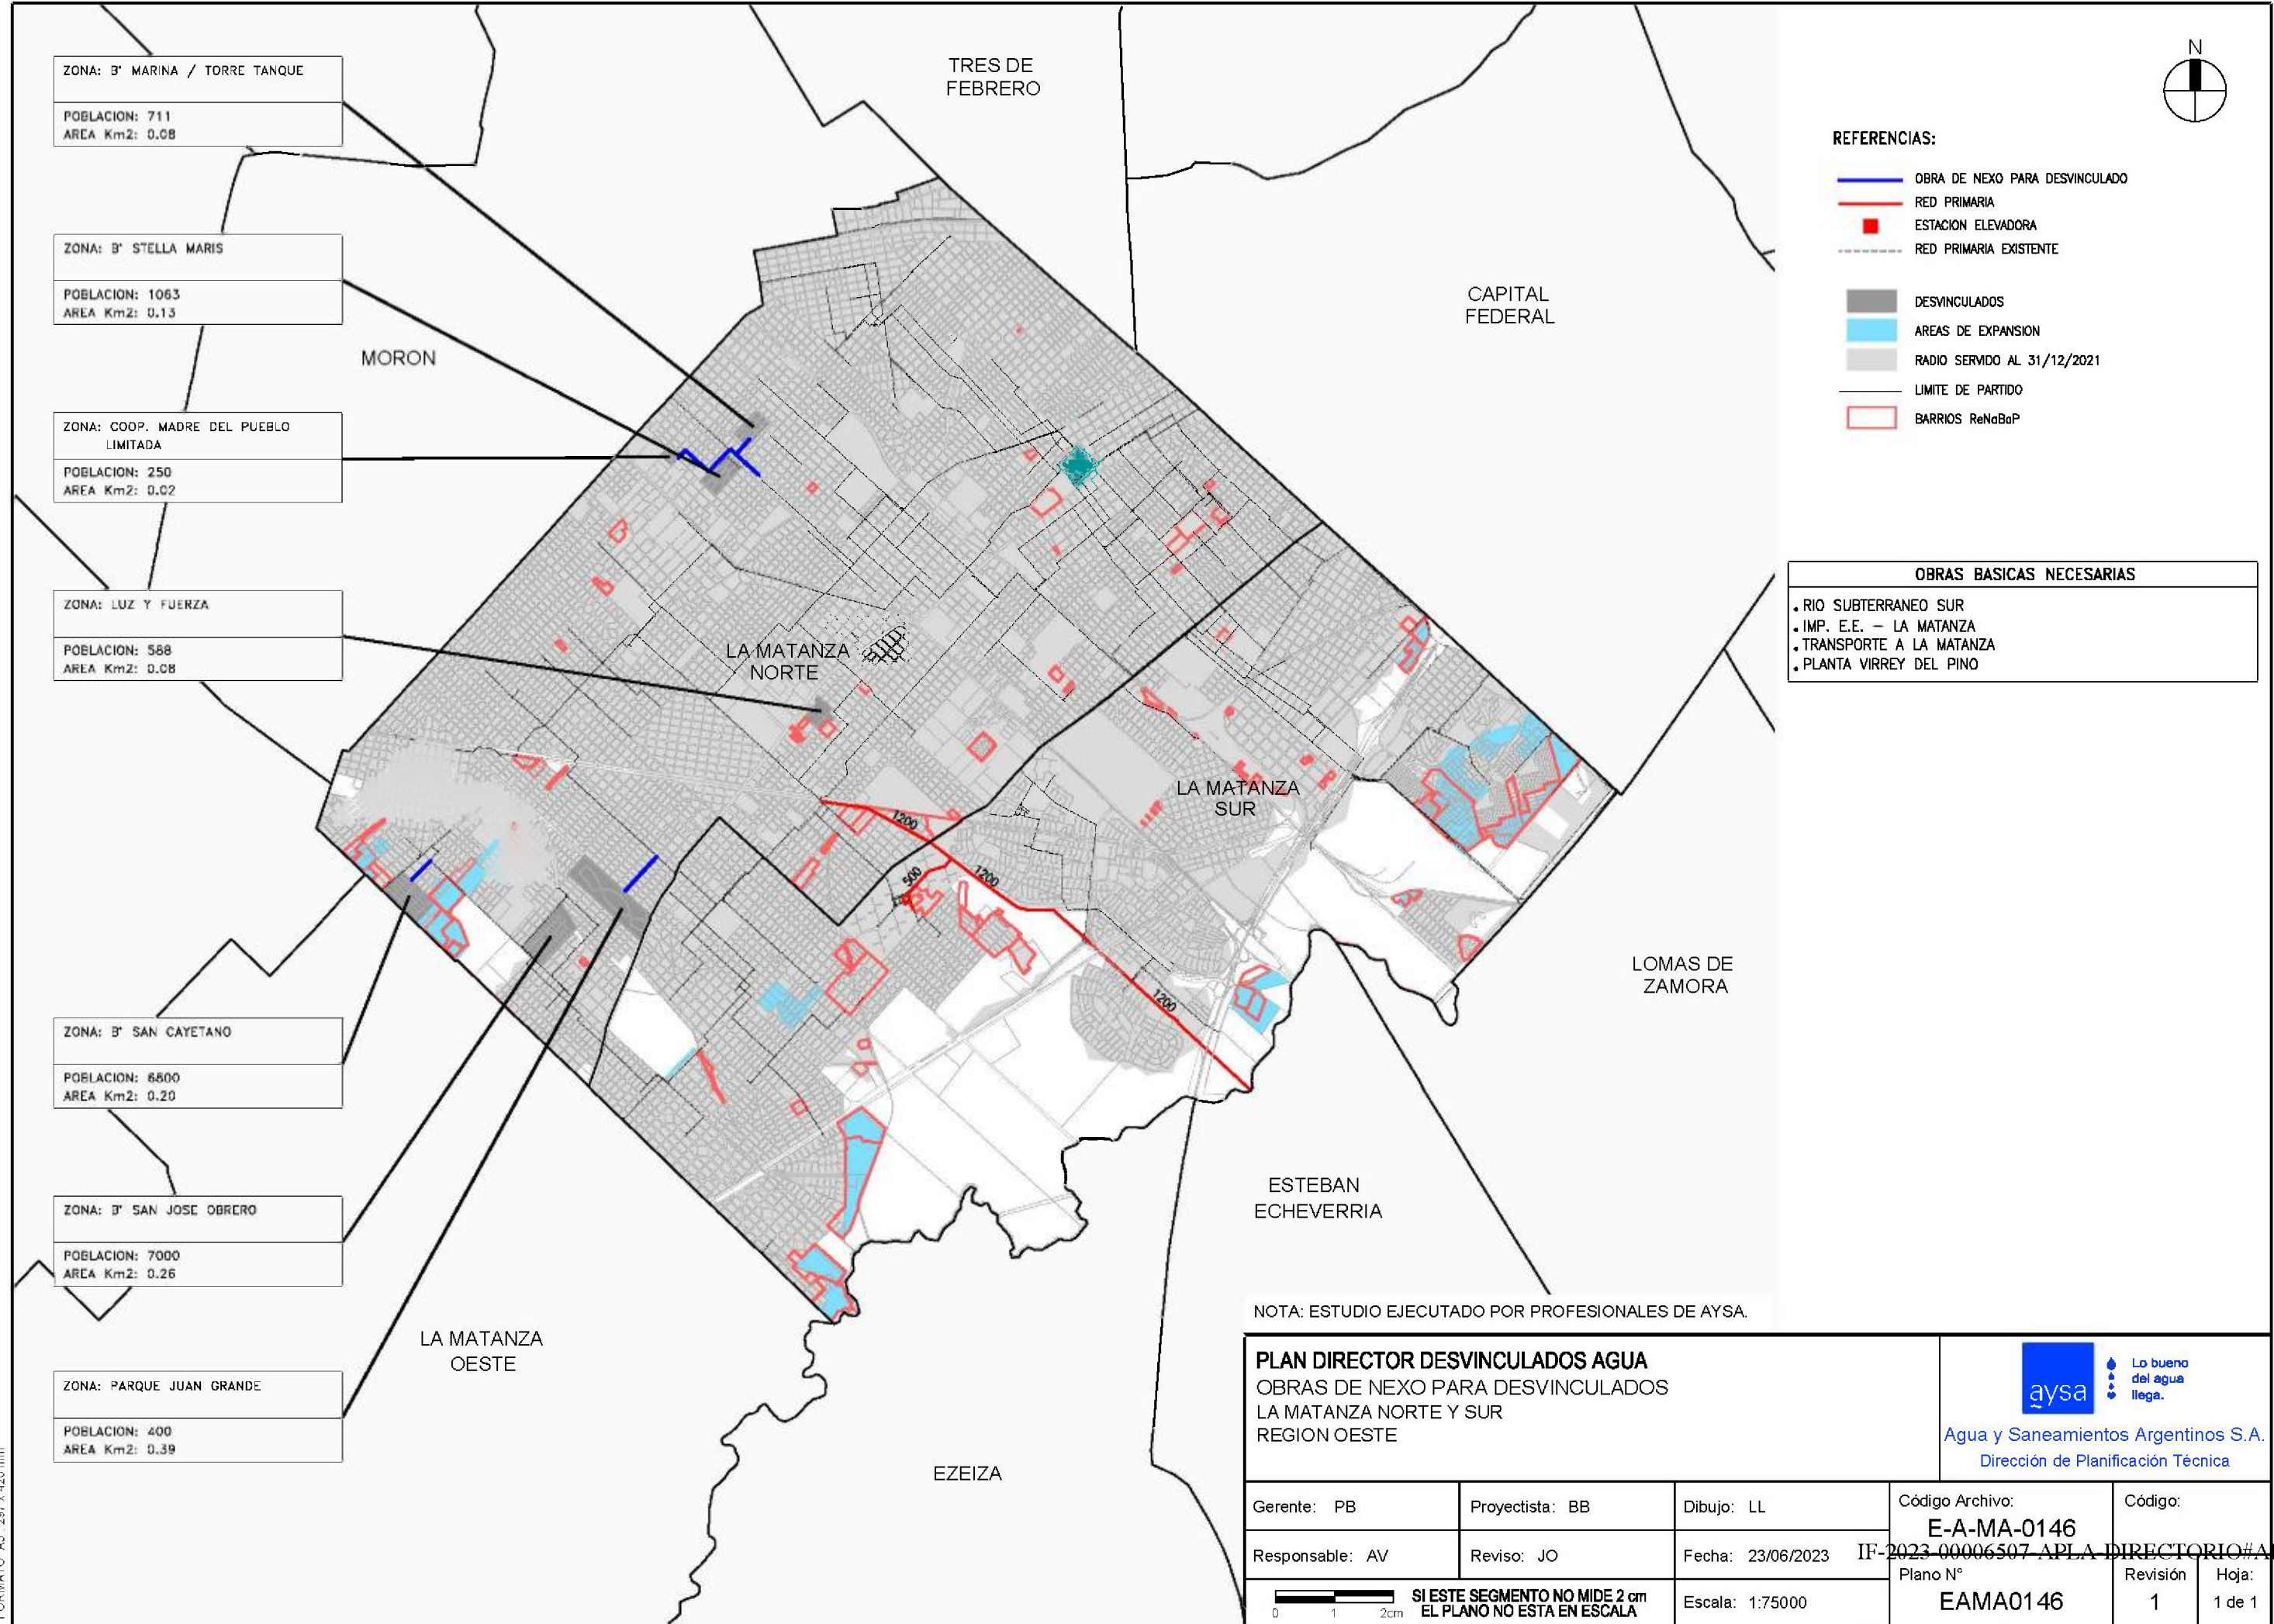 ZONA: B° MARINA / TORRE TANQUE
POBLACION: 711
AREA Km2: 0.08
ZONA: B° STELLA MARIS
POBLACION: 1063
AREA Km2: 0.13
ZONA: COOP. MADRE DEL PUEBLO
LIMITADA
POBLACION: 250
AREA Km2: 0.02
ZONA: LUZ Y FUERZA
POBLACION: 588
AREA Km2: 0.08
ZONA: B° SAN CAYETANO
POBLACION: 6800
AREA Km2: 0.20
ZONA: B° SAN JOSE OBRERO
POBLACION: 7000
AREA Km2: 0.26
ZONA: PARQUE JUAN GRANDE
POBLACION: 400
AREA Km2: 0.39
TRES DE
FEBRERO
CAPITAL
FEDERAL
MORON
LA MATANZA
NORTE
LA MATANZA
SUR
1200
500
1200
1200
LOMAS DE
ZAMORA
ESTEBAN
ECHEVERRIA
LA MATANZA
OESTE
EZEIZA
N
REFERENCIAS:
OBRA DE NEXO PARA DESVINCULADO
RED PRIMARIA
ESTACION ELEVADORA
RED PRIMARIA EXISTENTE
DESVINCULADOS
AREAS DE EXPANSION
RADIO SERVIDO AL 31/12/2021
LIMITE DE PARTIDO
BARRIOS ReNaBaP
OBRAS BASICAS NECESARIAS
• RIO SUBTERRANEO SUR
• IMP. E.E. – LA MATANZA
• TRANSPORTE A LA MATANZA
• PLANTA VIRREY DEL PINO
NOTA: ESTUDIO EJECUTADO POR PROFESIONALES DE AYSA.
PLAN DIRECTOR DESVINCULADOS AGUA
OBRAS DE NEXO PARA DESVINCULADOS
LA MATANZA NORTE Y SUR
REGION OESTE
aysa
Lo bueno
del agua
llega.
Agua y Saneamientos Argentinos S.A.
Dirección de Planificación Técnica
Gerente: PB
Proyectista: BB
Dibujo: LL
Código Archivo:
E-A-MA-0146
Código:
Responsable: AV
Reviso: JO
Fecha: 23/06/2023
IF-2023-00006507-APLA-DIRECTORIO#A
0 1 2cm
SI ESTE SEGMENTO NO MIDE 2 cm
EL PLANO NO ESTA EN ESCALA
Escala: 1:75000
Plano N°
EAMA0146
Revisión
1
Hoja:
1 de 1